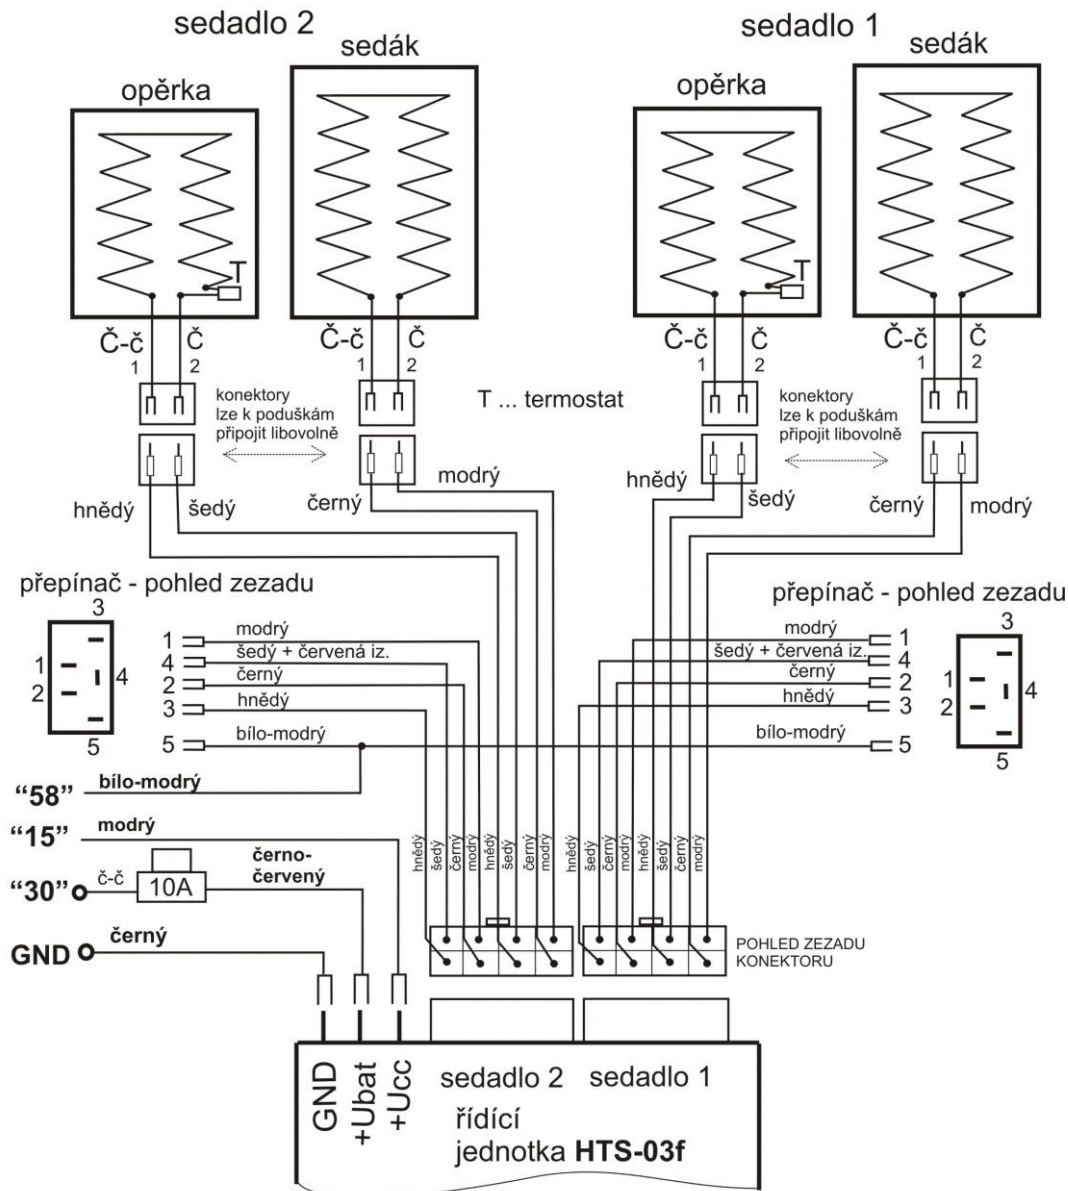 sedadlo 2
sedadlo 1
sedák
sedák
opěrka
opěrka
T
T
Č-č
1
Č
2
Č-č
1
Č
2
Č-č
1
Č
2
Č-č
1
Č
2
konektory
lze k poduškám
připojit libovolně
T ... termostat
konektory
lze k poduškám
připojit libovolně
hnědý
šedý
černý
modrý
hnědý
šedý
černý
modrý
přepínač - pohled zezadu
3
1
2
4
5
přepínač - pohled zezadu
3
1
2
4
5
1
modrý
4
šedý + červená iz.
2
černý
3
hnědý
5
bílo-modrý
modrý
1
šedý + červená iz.
4
černý
2
hnědý
3
bílo-modrý
5
“58”
bílo-modrý
“15”
modrý
“30”
č-č
10A
černo-
červený
GND
černý
hnědý
šedý
černý
modrý
hnědý
šedý
černý
modrý
hnědý
šedý
černý
modrý
hnědý
šedý
černý
modrý
POHLED ZEZADU
KONEKTORU
GND
+Ubat
+Ucc
sedadlo 2
sedadlo 1
řídící
jednotka HTS-03f